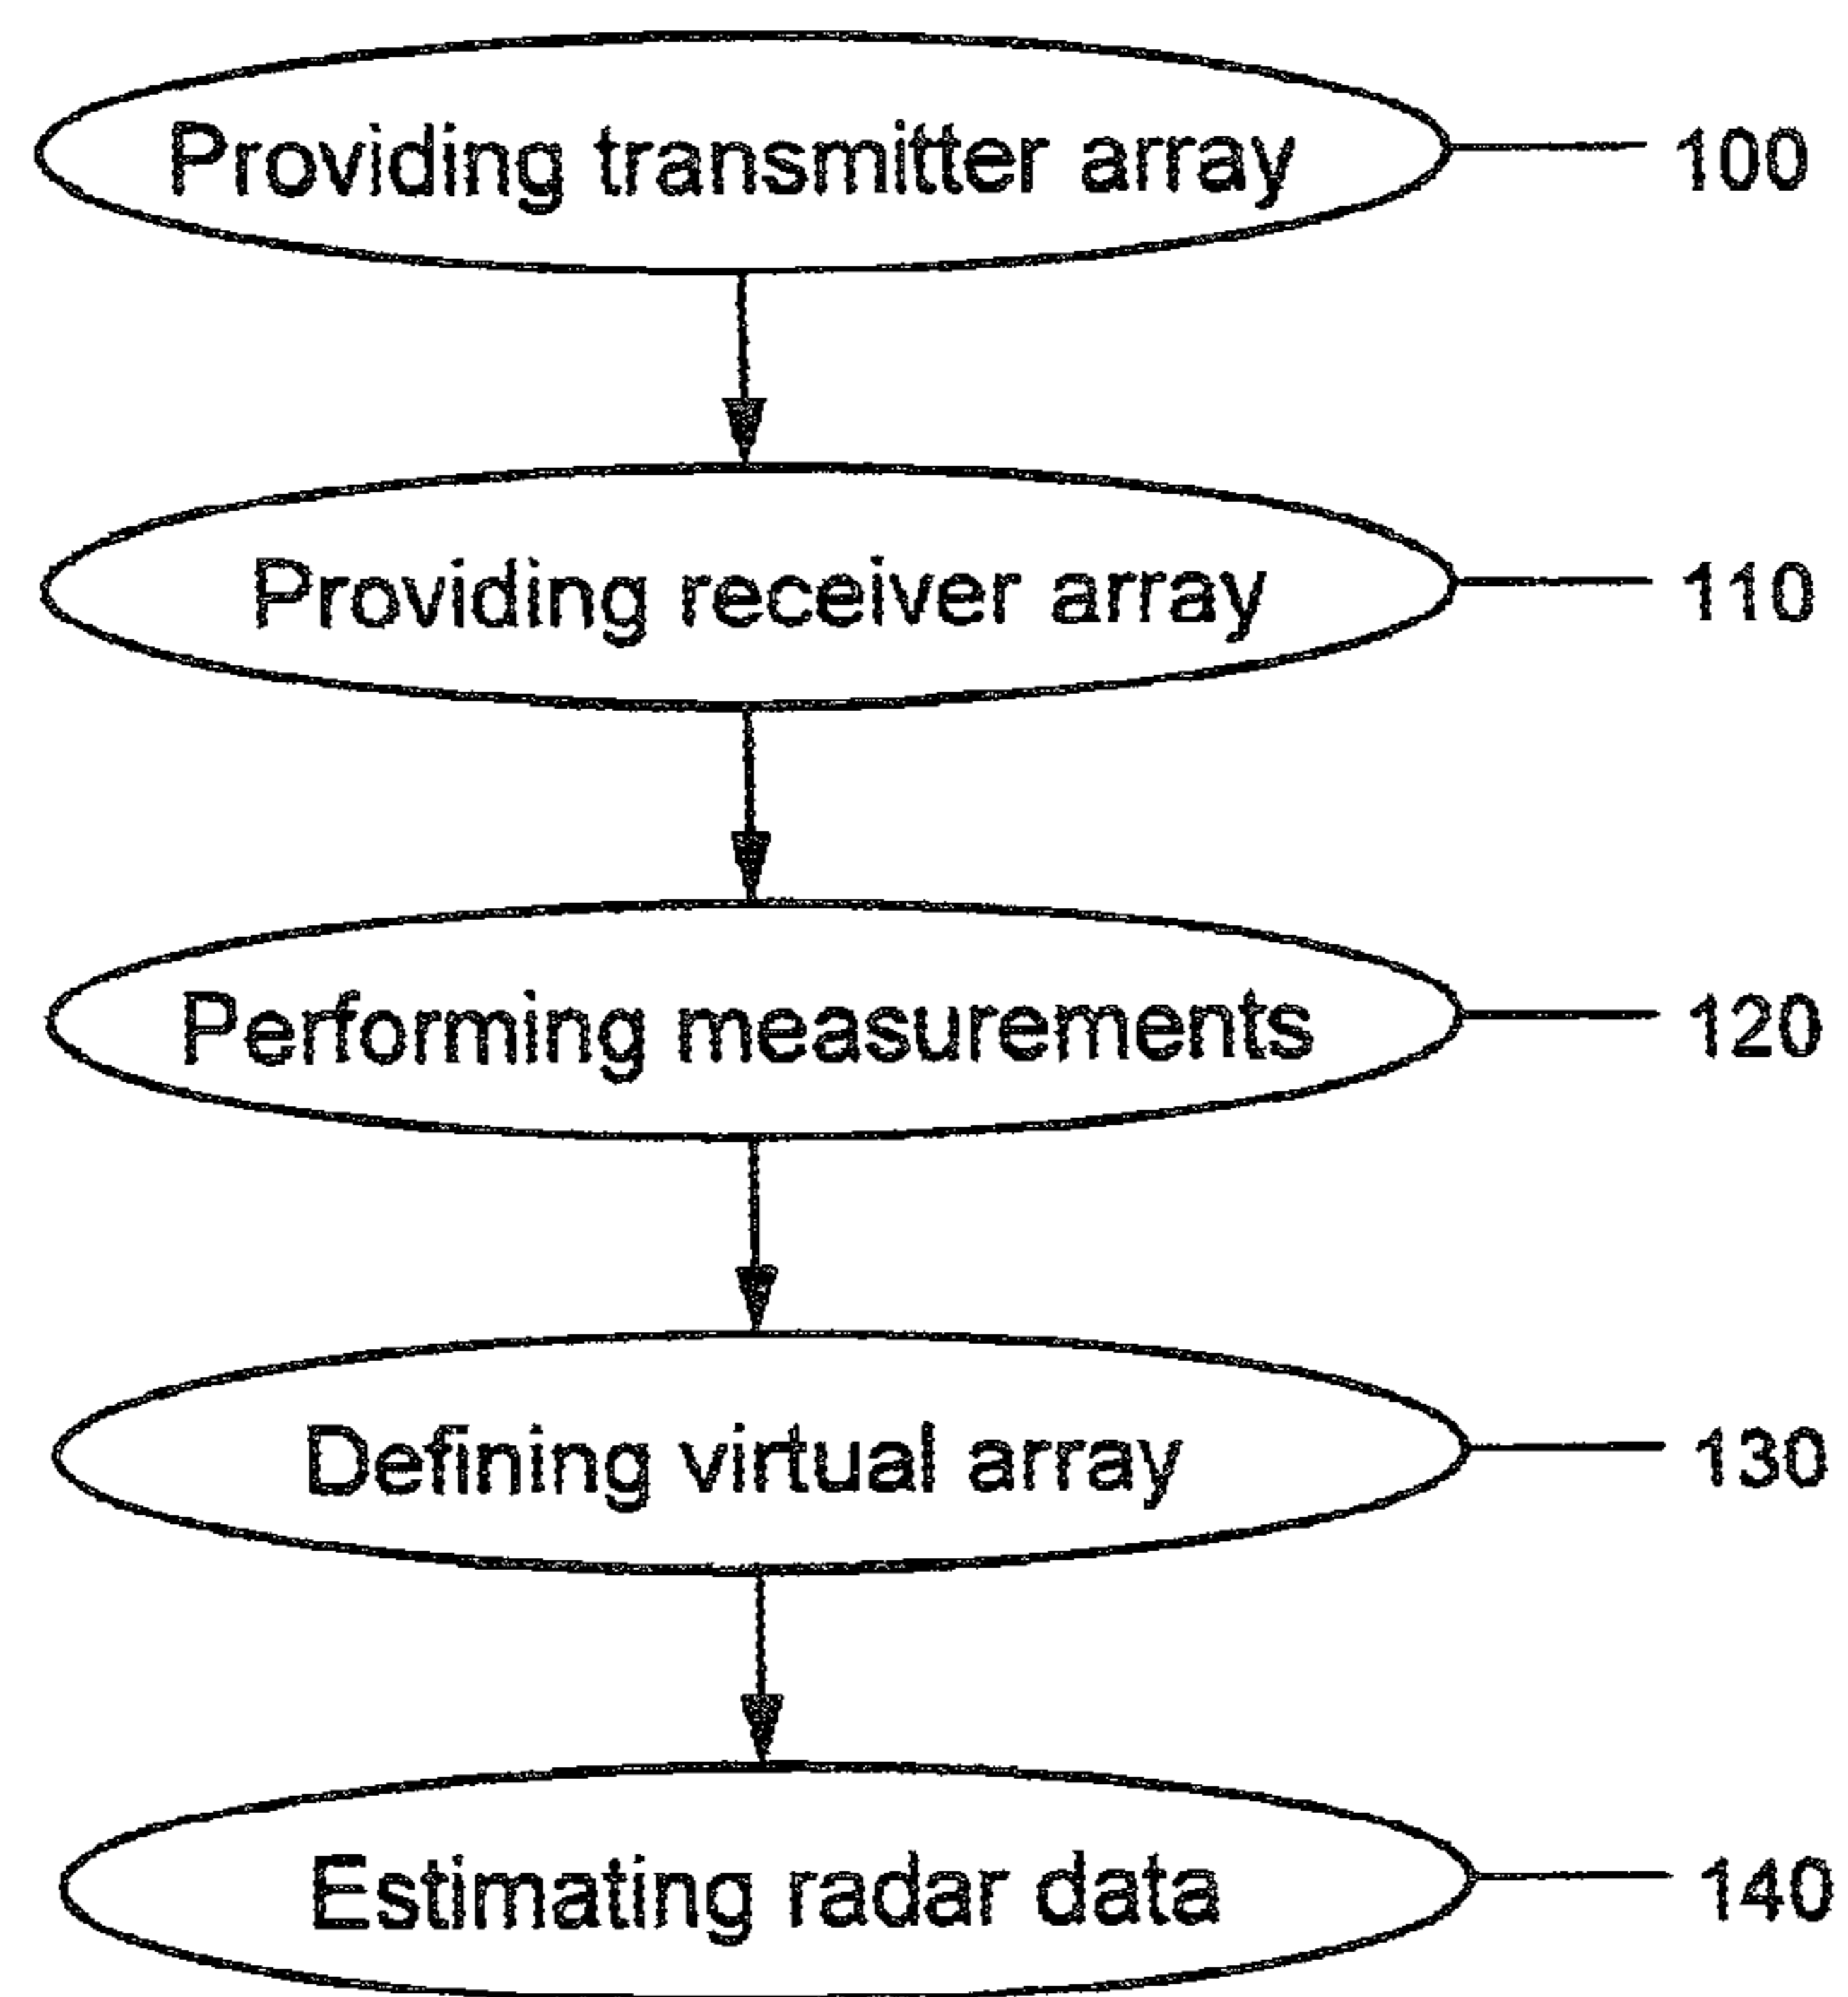 Providing transmitter array 100
Providing receiver array 110
Performing measurements 120
Defining virtual array 130
Estimating radar data 140